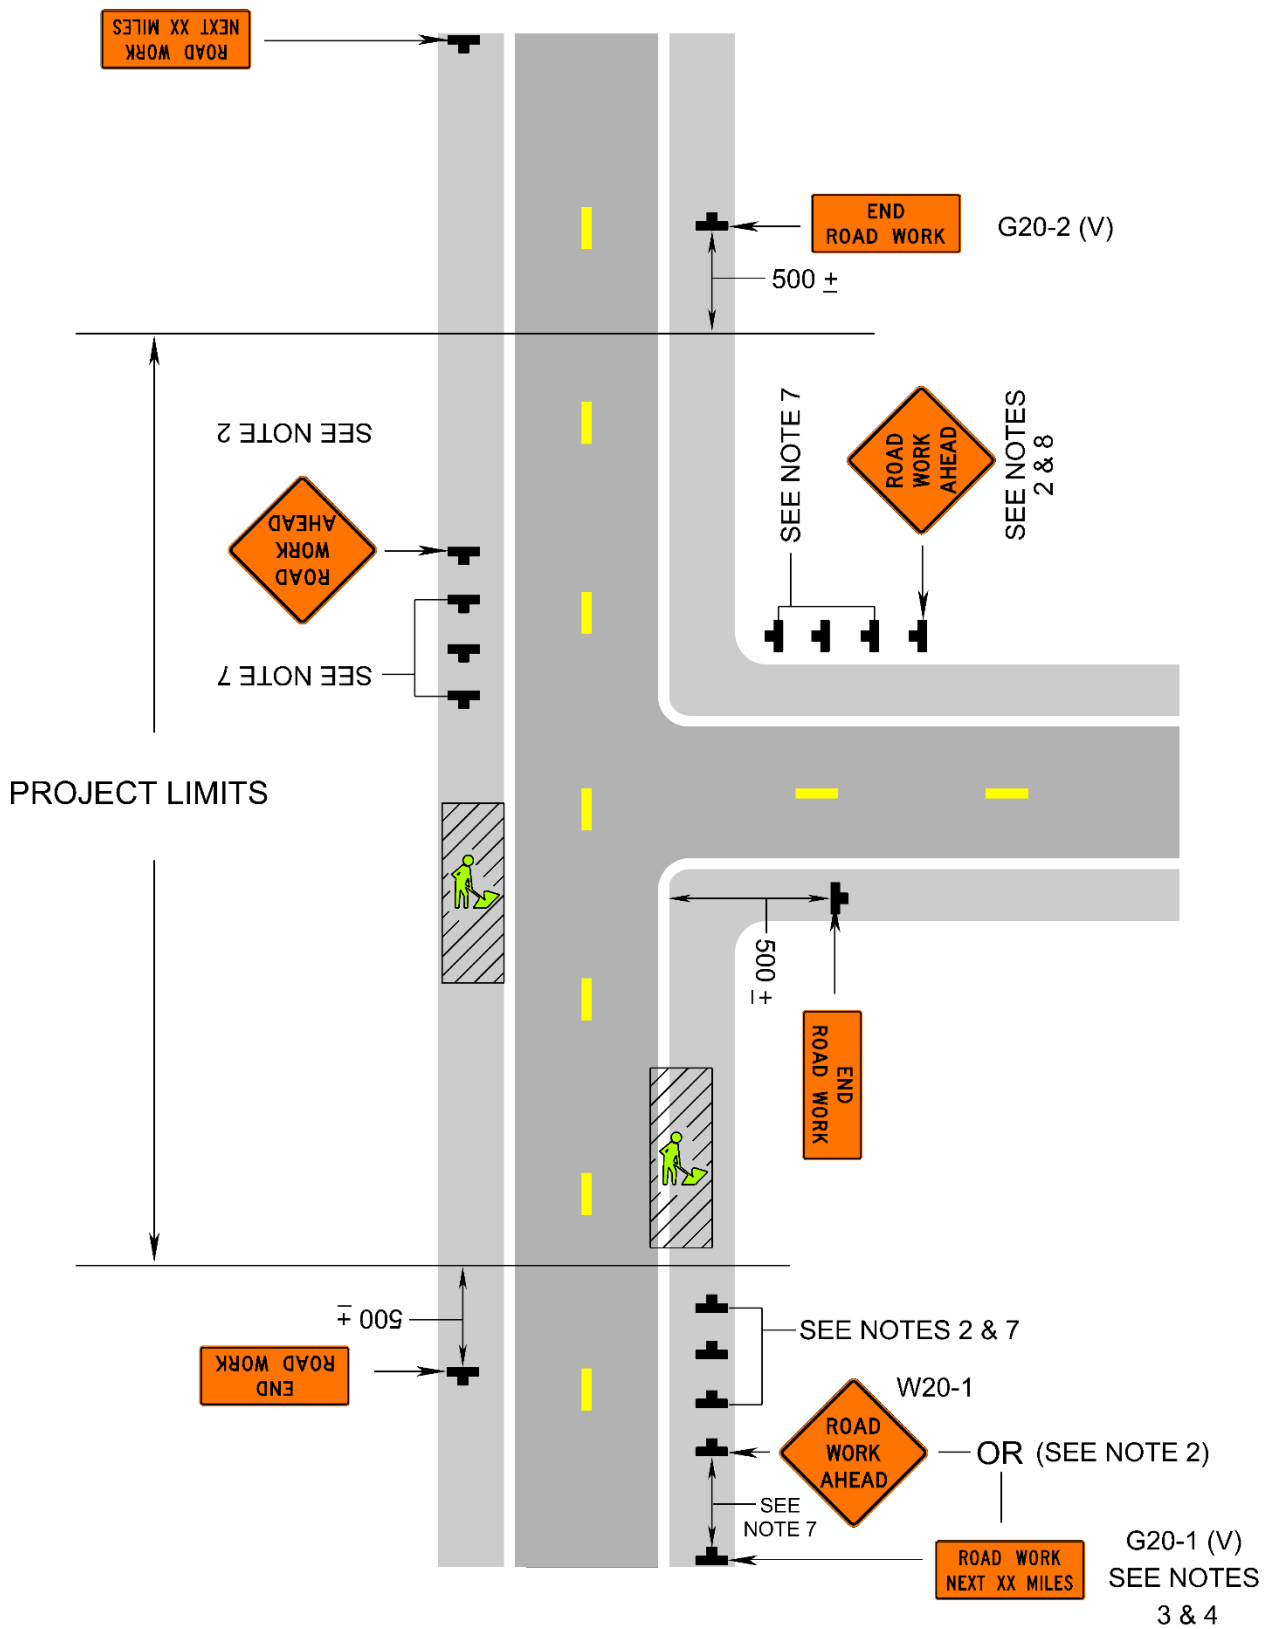 ROAD WORK
NEXT XX MILES
END
ROAD WORK
G20-2 (V)
500 ±
SEE NOTE 2
ROAD
WORK
AHEAD
SEE NOTE 7
SEE NOTE 7
ROAD
WORK
AHEAD
SEE NOTES
2 & 8
PROJECT LIMITS
500 ±
END
ROAD WORK
500 ±
END
ROAD WORK
SEE NOTES 2 & 7
W20-1
ROAD
WORK
AHEAD
OR (SEE NOTE 2)
SEE
NOTE 7
ROAD WORK
NEXT XX MILES
G20-1 (V)
SEE NOTES
3 & 4